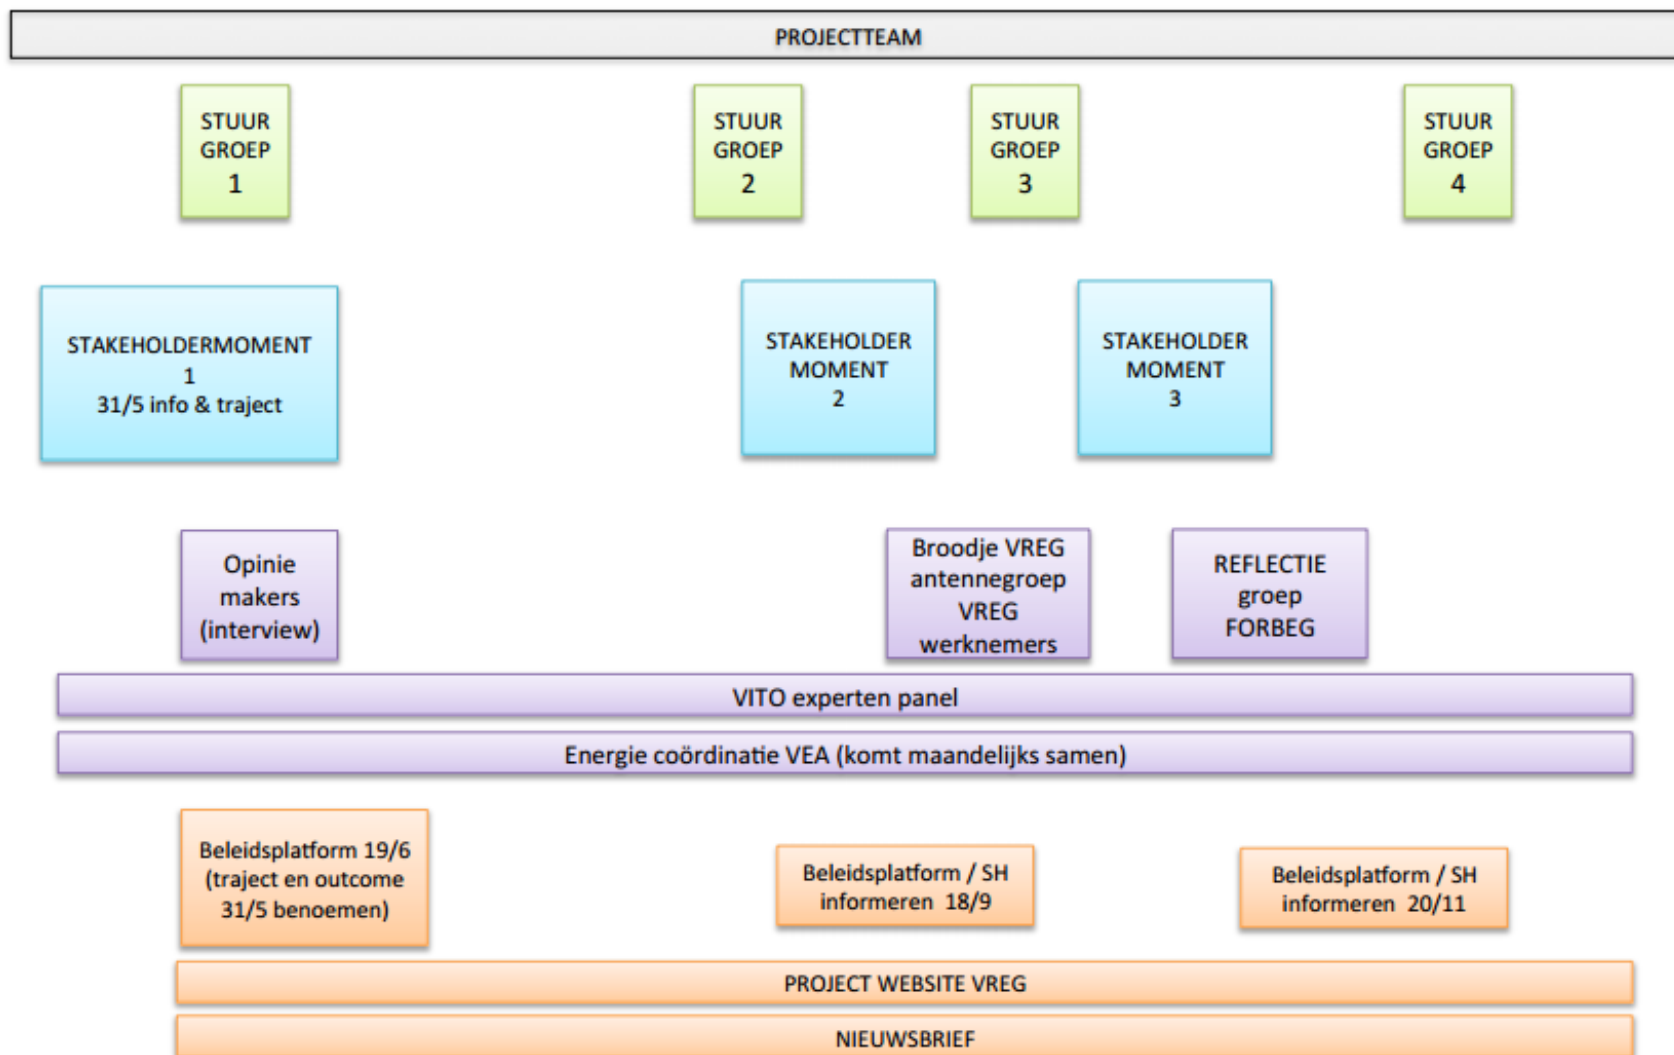 PROJECTTEAM
STUUR
GROEP
1
STUUR
GROEP
2
STUUR
GROEP
3
STUUR
GROEP
4
STAKEHOLDERMOMENT
1
31/5 info & traject
STAKEHOLDER
MOMENT
2
STAKEHOLDER
MOMENT
3
Opinie
makers
(interview)
Broodje VREG
antennegroep
VREG
werknemers
REFLECTIE
groep
FORBEG
VITO experten panel
Energie coördinatie VEA (komt maandelijks samen)
Beleidsplatform 19/6
(traject en outcome
31/5 benoemen)
Beleidsplatform / SH
informeren 18/9
Beleidsplatform / SH
informeren 20/11
PROJECT WEBSITE VREG
NIEUWSBRIEF